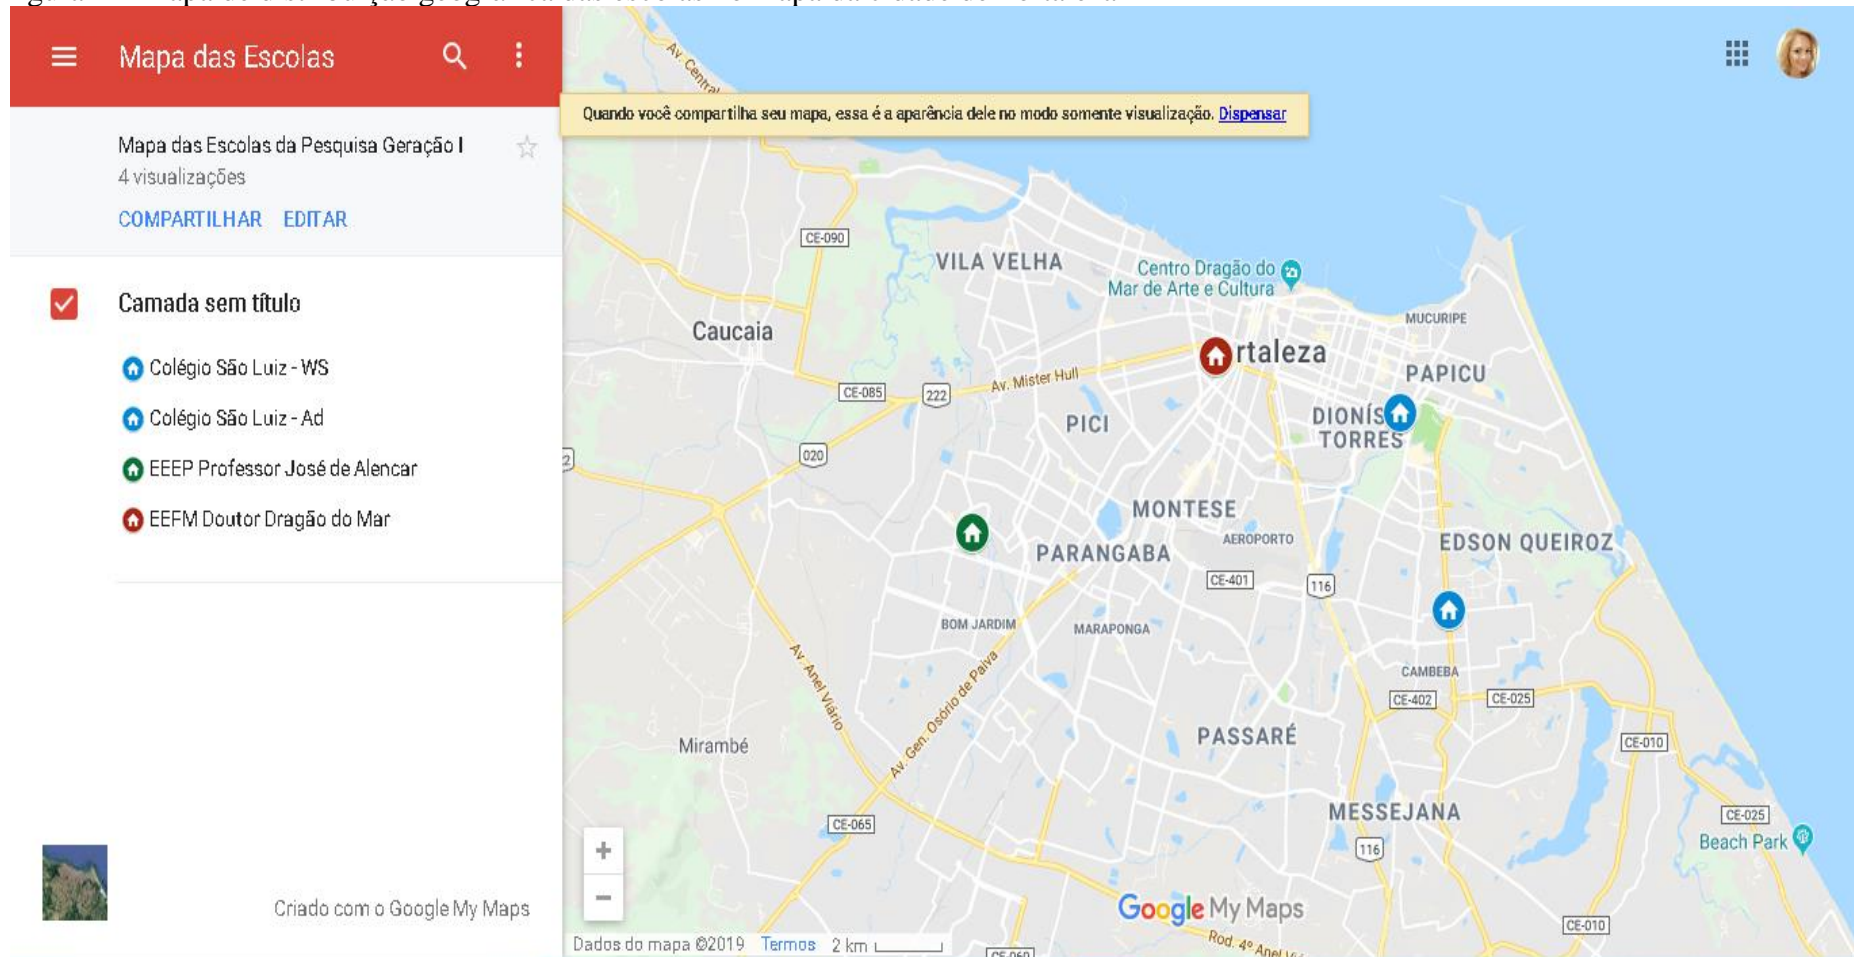 Mapa das Escolas
Mapa das Escolas da Pesquisa Geração I
4 visualizações
COMPARTILHAR EDITAR
Camada sem título
Colégio São Luiz - WS
Colégio São Luiz - Ad
EEEP Professor José de Alencar
EEFM Doutor Dragão do Mar
Criado com o Google My Maps
Av. Central
Quando você compartilha seu mapa, essa é a aparência dele no modo somente visualização. Dispensar
CE-090
VILA VELHA
Centro Dragão do
Mar de Arte e Cultura
MUCURIPE
Caucaia
rtaleza
PAPICU
Av. Mister Hull
CE-085
222
PICI
DIONÍS
TORRES
020
2
MONTESE
AEROPORTO
EDSON QUEIROZ
PARANGABA
CE-401
116
BOM JARDIM
MARAPONGA
Av. Anel Viário
Av. Gen. Osório de Paiva
CAMBEBA
CE-402
CE-025
Mirambé
PASSARÉ
CE-010
MESSEJANA
CE-065
CE-025
Beach Park
116
Google My Maps
CE-010
Rod. 4º Anel
Dados do mapa ©2019 Termos 2 km
CE-060